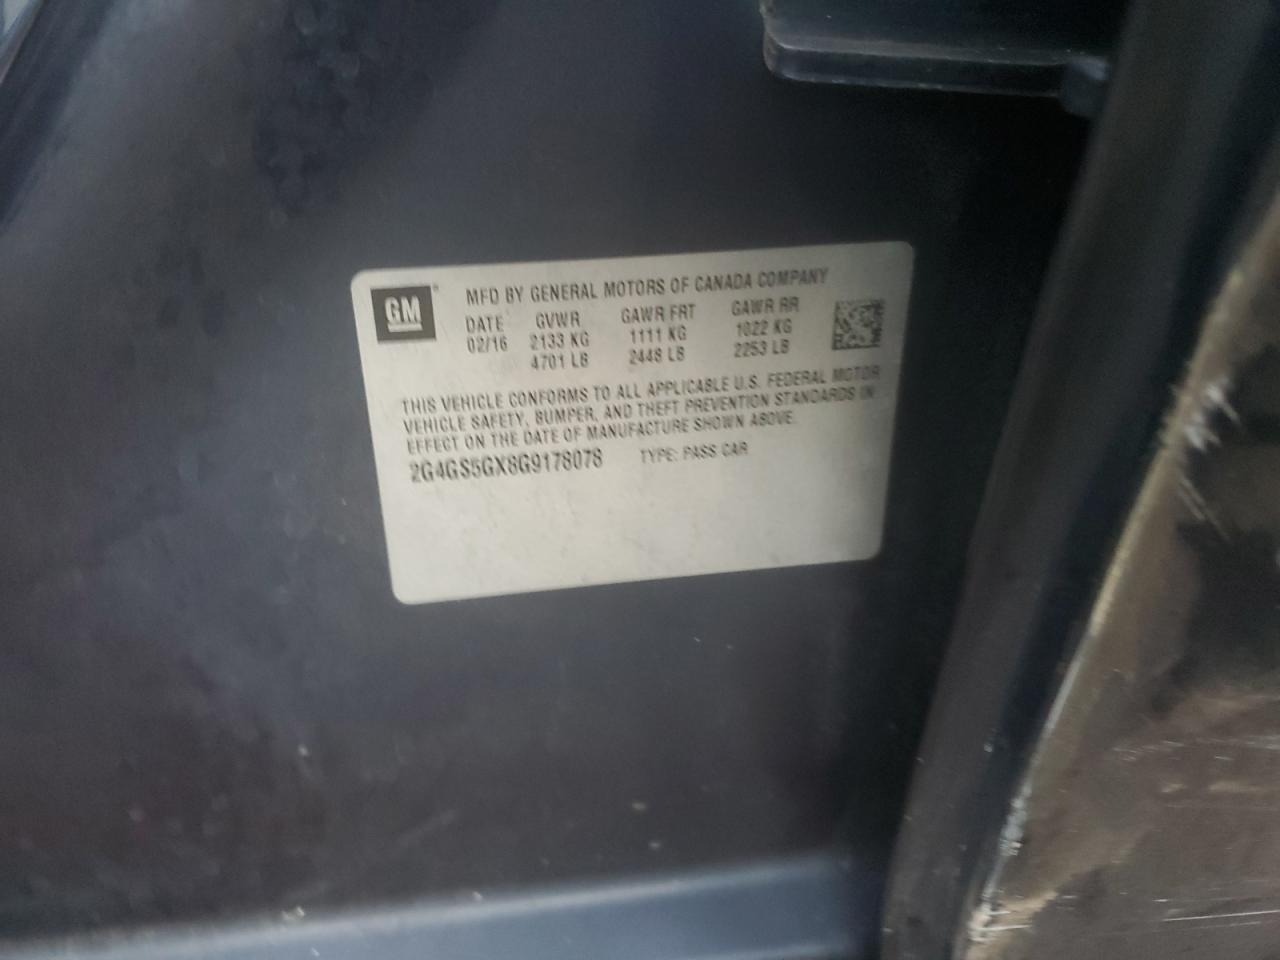 GM
MFD BY GENERAL MOTORS OF CANADA COMPANY
DATE GVWR GAWR FRT GAWR RR
02/16 2133 KG 1111 KG 1022 KG
4701 LB 2448 LB 2253 LB
THIS VEHICLE CONFORMS TO ALL APPLICABLE U.S. FEDERAL MOTOR
VEHICLE SAFETY, BUMPER, AND THEFT PREVENTION STANDARDS IN
EFFECT ON THE DATE OF MANUFACTURE SHOWN ABOVE.
2G4GS5GX8G9178078 TYPE: PASS CAR